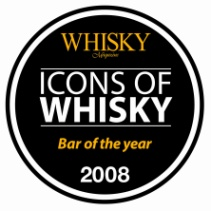 WHISKY
Magazine
ICONS OF
WHISKY
Bar of the year
2008